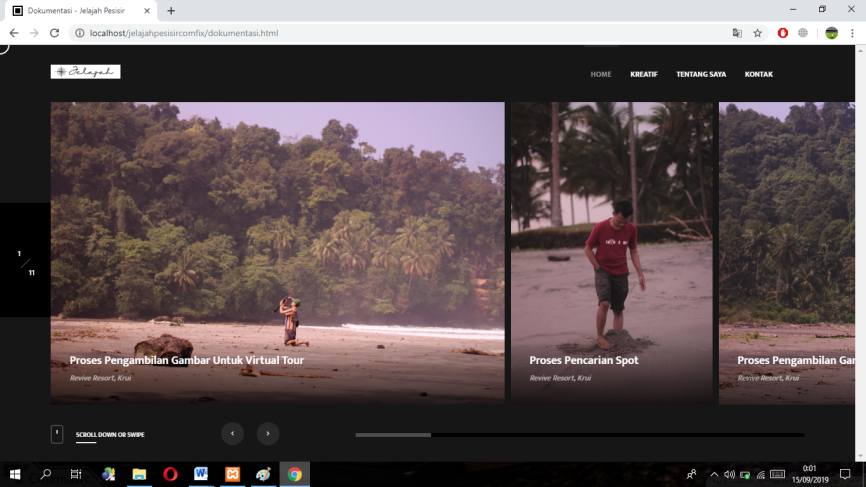 Dokumentasi - Jelajah Pesisir
localhost/jelajahpesisircomfix/dokumentasi.html
Jelajah
HOME
KREATIF
TENTANG SAYA
KONTAK
1
11
Proses Pengambilan Gambar Untuk Virtual Tour
Revive Resort, Krui
Proses Pencarian Spot
Revive Resort, Krui
Proses Pengambilan Gar
Revive Resort, Krui
SCROLL DOWN OR SWIPE
0:01
15/09/2019